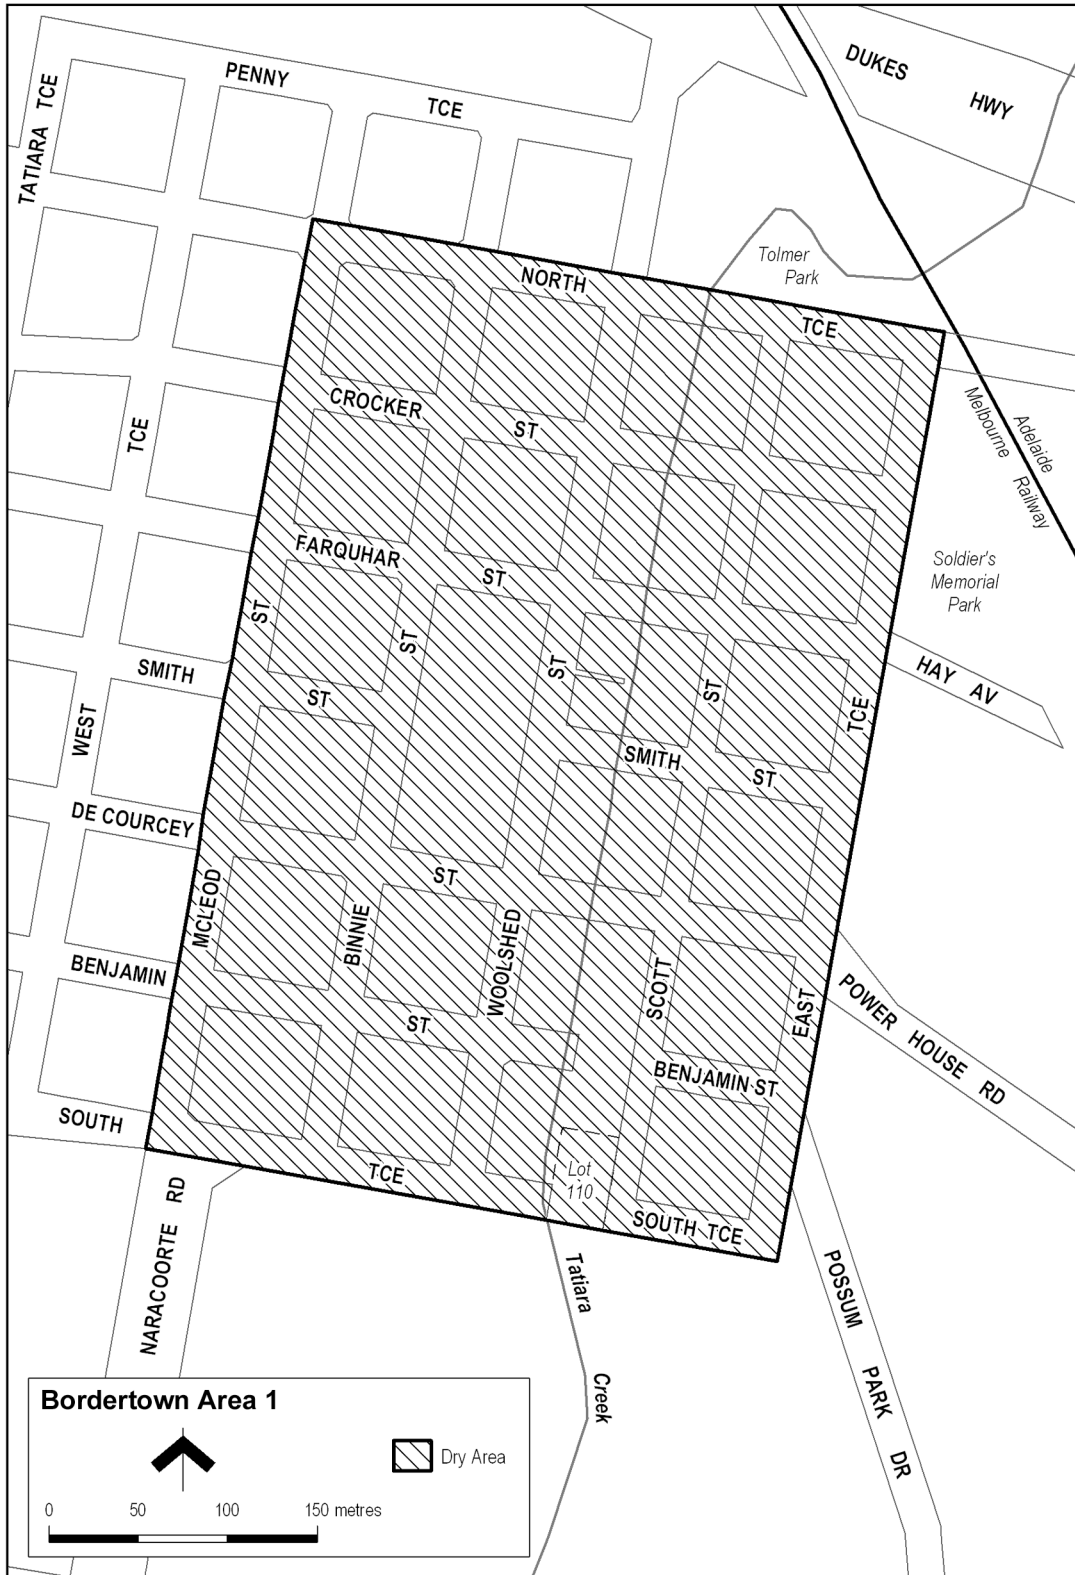 DUKES
HWY
PENNY
TCE
TATIARA TCE
Tolmer
Park
NORTH
TCE
CROCKER
ST
TCE
Melbourne
Adelaide
Railway
FARQUHAR
ST
Soldier's
Memorial
Park
ST
ST
ST
ST
SMITH
ST
HAY AV
TCE
WEST
SMITH
ST
DE COURCEY
ST
MCLEOD
BINNIE
WOOLSHED
SCOTT
EAST
BENJAMIN
ST
POWER HOUSE RD
BENJAMIN ST
SOUTH
TCE
Lot
110
SOUTH TCE
NARACOORTE RD
Tatiara
Creek
POSSUM PARK DR
Bordertown Area 1
Dry Area
0 50 100 150 metres